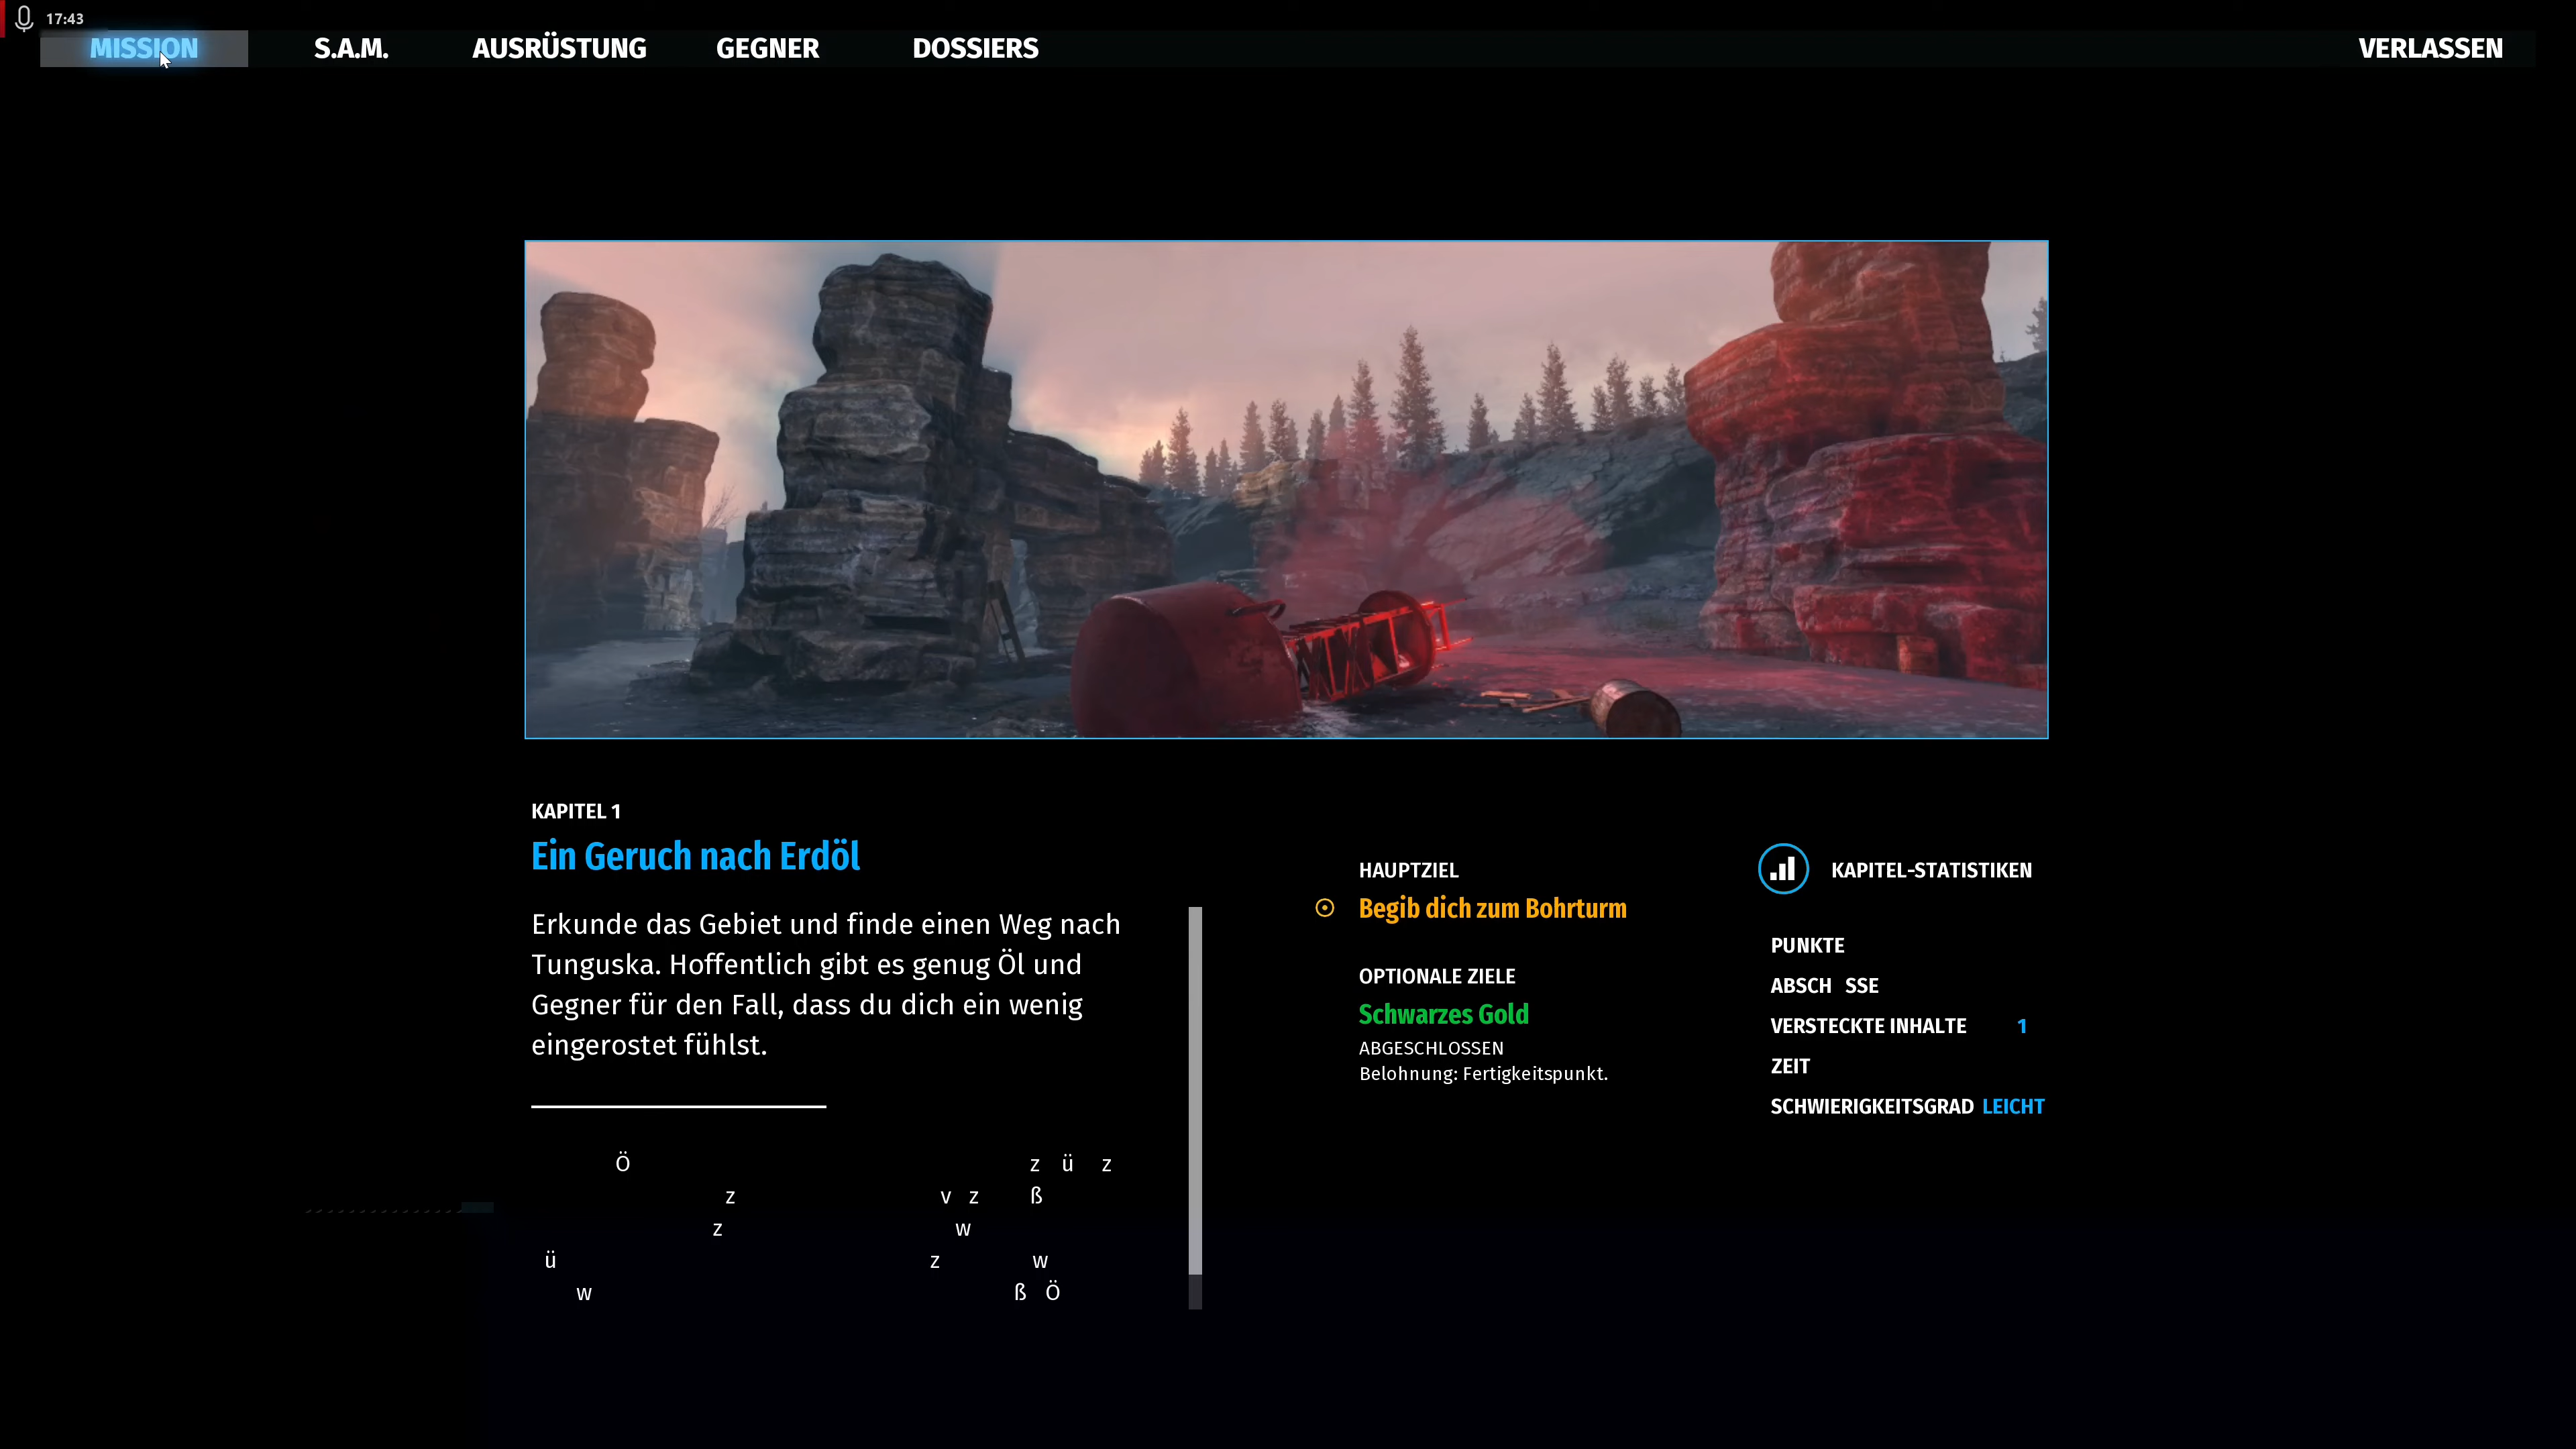 17:43
MISSION
S.A.M.
AUSRÜSTUNG
GEGNER
DOSSIERS
VERLASSEN
KAPITEL 1
Ein Geruch nach Erdöl
Erkunde das Gebiet und finde einen Weg nach
Tunguska. Hoffentlich gibt es genug Öl und
Gegner für den Fall, dass du dich ein wenig
eingerostet fühlst.
Ö z ü z
z v z ß
z w
ü z w
w ß Ö
HAUPTZIEL
Begib dich zum Bohrturm
OPTIONALE ZIELE
Schwarzes Gold
ABGESCHLOSSEN
Belohnung: Fertigkeitspunkt.
KAPITEL-STATISTIKEN
PUNKTE
ABSCH SSE
VERSTECKTE INHALTE 1
ZEIT
SCHWIERIGKEITSGRAD LEICHT